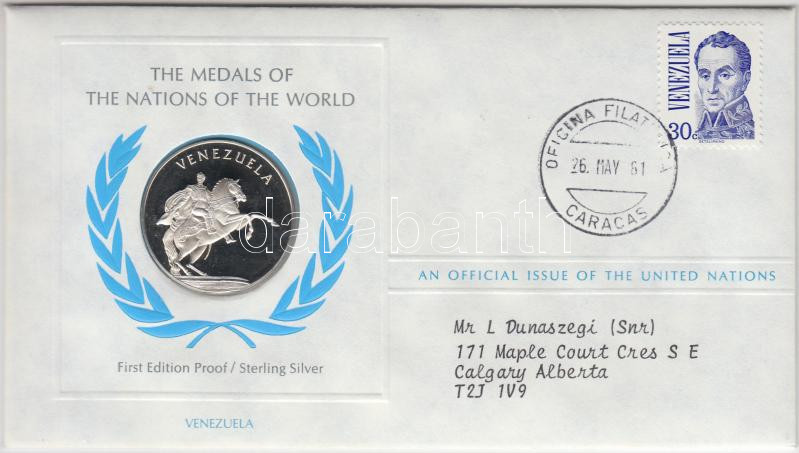 THE MEDALS OF
THE NATIONS OF THE WORLD
VENEZUELA
First Edition Proof / Sterling Silver
VENEZUELA
VENEZUELA
30c
OFICINA FILATELICA
26. MAY 81
CARACAS
AN OFFICIAL ISSUE OF THE UNITED NATIONS
Mr L Dunaszegi (Snr)
171 Maple Court Cres S E
Calgary Alberta
T2J 1V9
darabanth